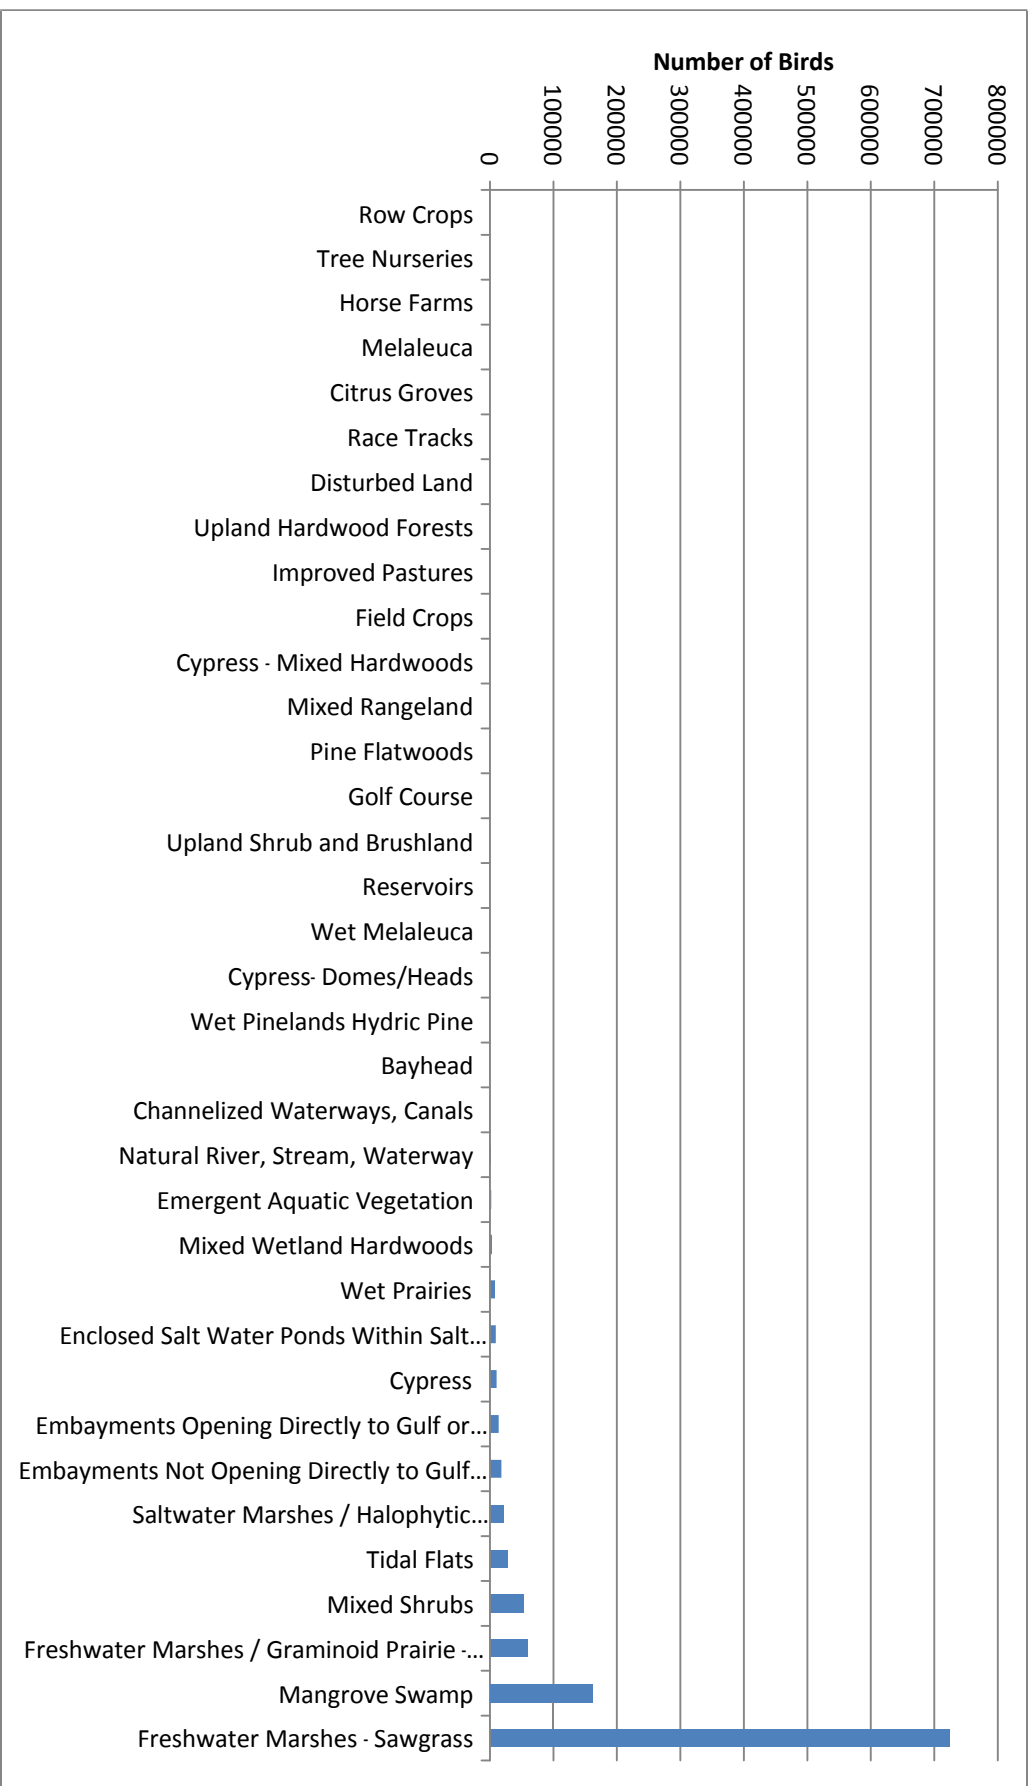 Number of Birds
0
100000
200000
300000
400000
500000
600000
700000
800000
Row Crops
Tree Nurseries
Horse Farms
Melaleuca
Citrus Groves
Race Tracks
Disturbed Land
Upland Hardwood Forests
Improved Pastures
Field Crops
Cypress - Mixed Hardwoods
Mixed Rangeland
Pine Flatwoods
Golf Course
Upland Shrub and Brushland
Reservoirs
Wet Melaleuca
Cypress- Domes/Heads
Wet Pinelands Hydric Pine
Bayhead
Channelized Waterways, Canals
Natural River, Stream, Waterway
Emergent Aquatic Vegetation
Mixed Wetland Hardwoods
Wet Prairies
Enclosed Salt Water Ponds Within Salt...
Cypress
Embayments Opening Directly to Gulf or...
Embayments Not Opening Directly to Gulf...
Saltwater Marshes / Halophytic...
Tidal Flats
Mixed Shrubs
Freshwater Marshes / Graminoid Prairie -...
Mangrove Swamp
Freshwater Marshes - Sawgrass